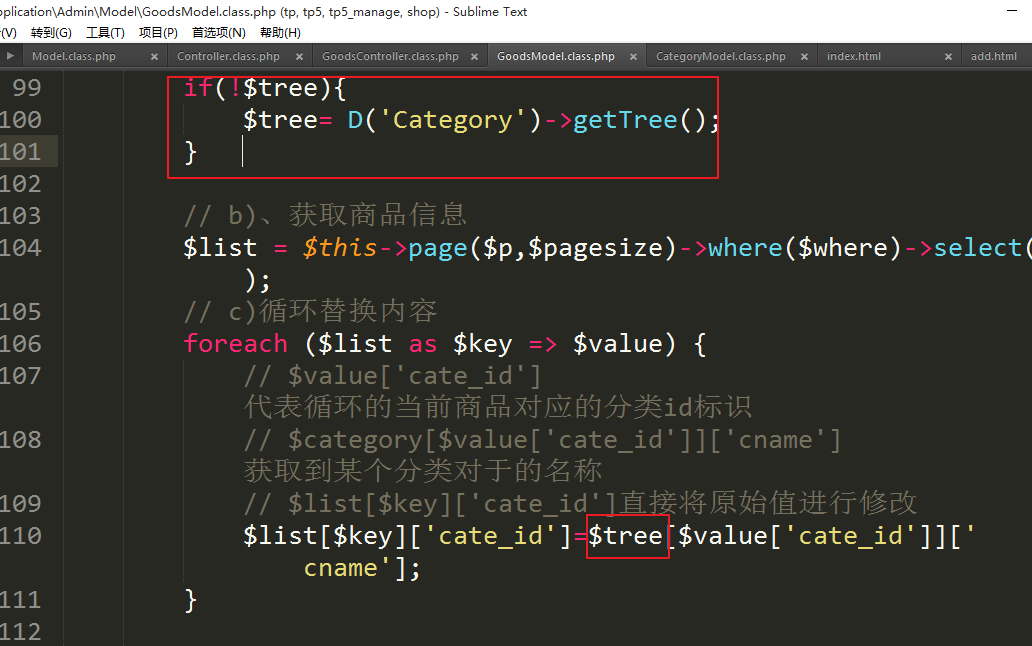 pplication\Admin\Model\GoodsModel.class.php (tp, tp5, tp5_manage, shop) - Sublime Text
(V) 转到(G) 工具(T) 项目(P) 首选项(N) 帮助(H)
Model.class.php × Controller.class.php × GoodsController.class.php × GoodsModel.class.php × CategoryModel.class.php × index.html × add.html
99 if(!$tree){
100 $tree= D('Category')->getTree();
101 }
102
103 // b)、获取商品信息
104 $list = $this->page($p,$pagesize)->where($where)->select(
);
105 // c)循环替换内容
106 foreach ($list as $key => $value) {
107 // $value['cate_id']
代表循环的当前商品对应的分类id标识
108 // $category[$value['cate_id']]['cname']
获取到某个分类对于的名称
109 // $list[$key]['cate_id']直接将原始值进行修改
110 $list[$key]['cate_id']=$tree[$value['cate_id']]['
cname'];
111 }
112